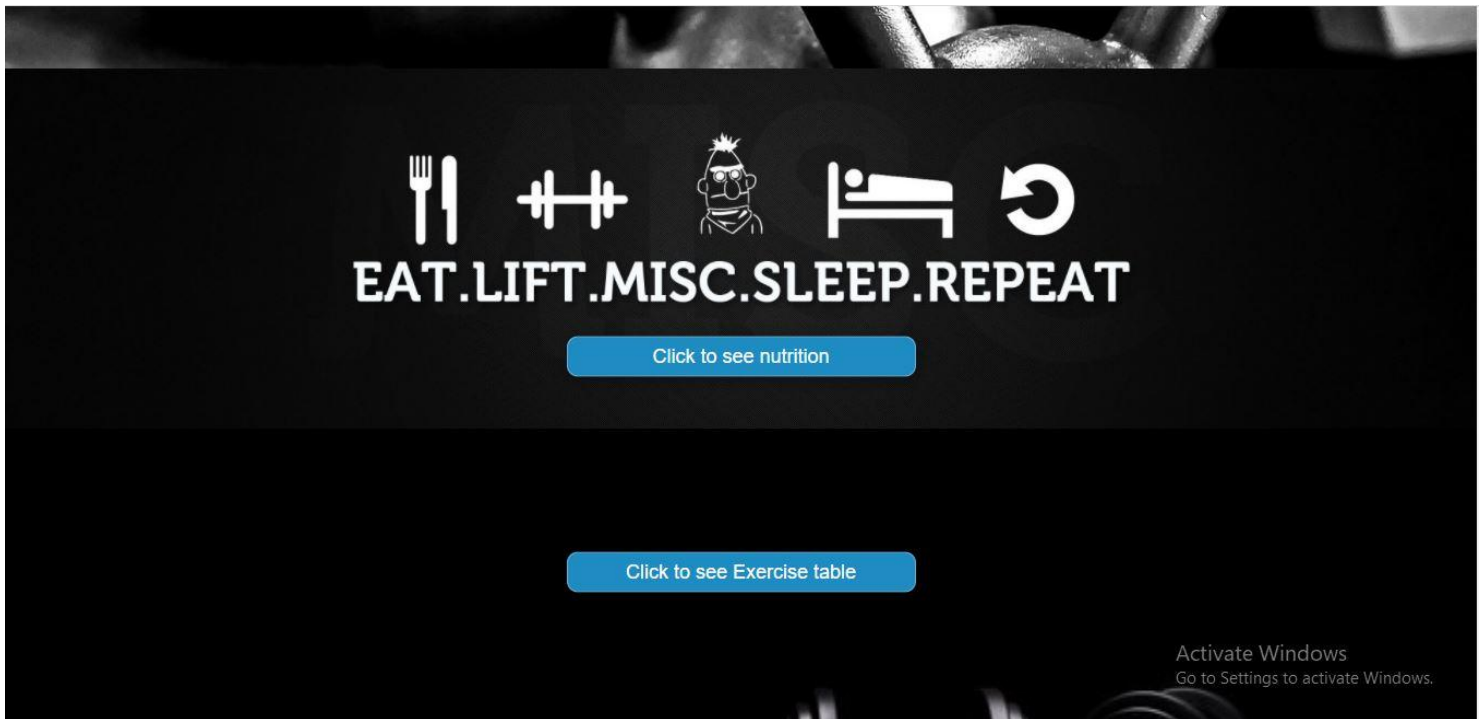 MISC
EAT.LIFT.MISC.SLEEP.REPEAT
Click to see nutrition
Click to see Exercise table
Activate Windows
Go to Settings to activate Windows.